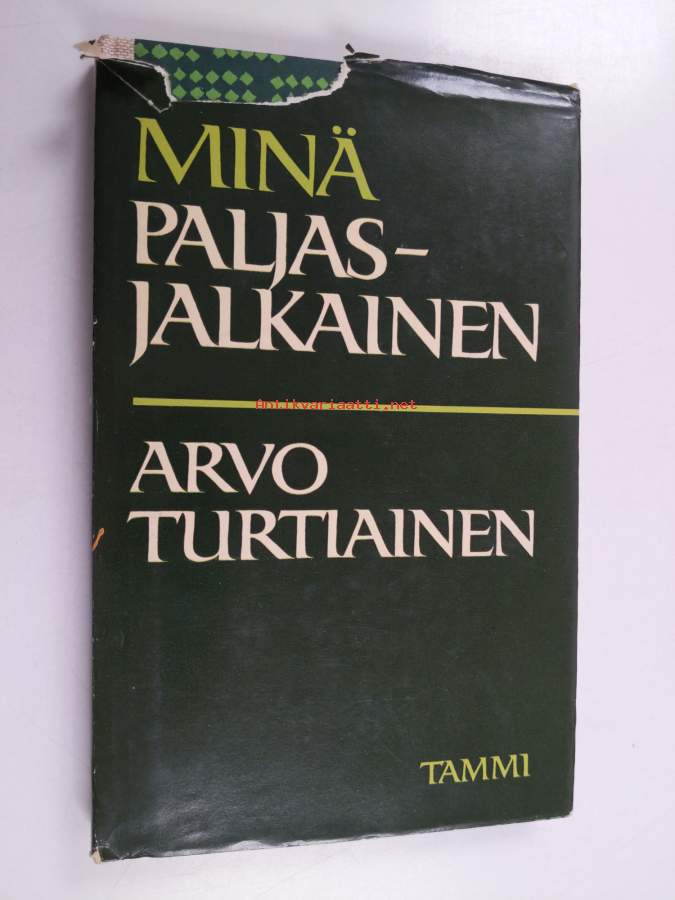 MINÄ
PALJAS-
JALKAINEN
Antikvariaatti.net
ARVO
TURTIAINEN
TAMMI